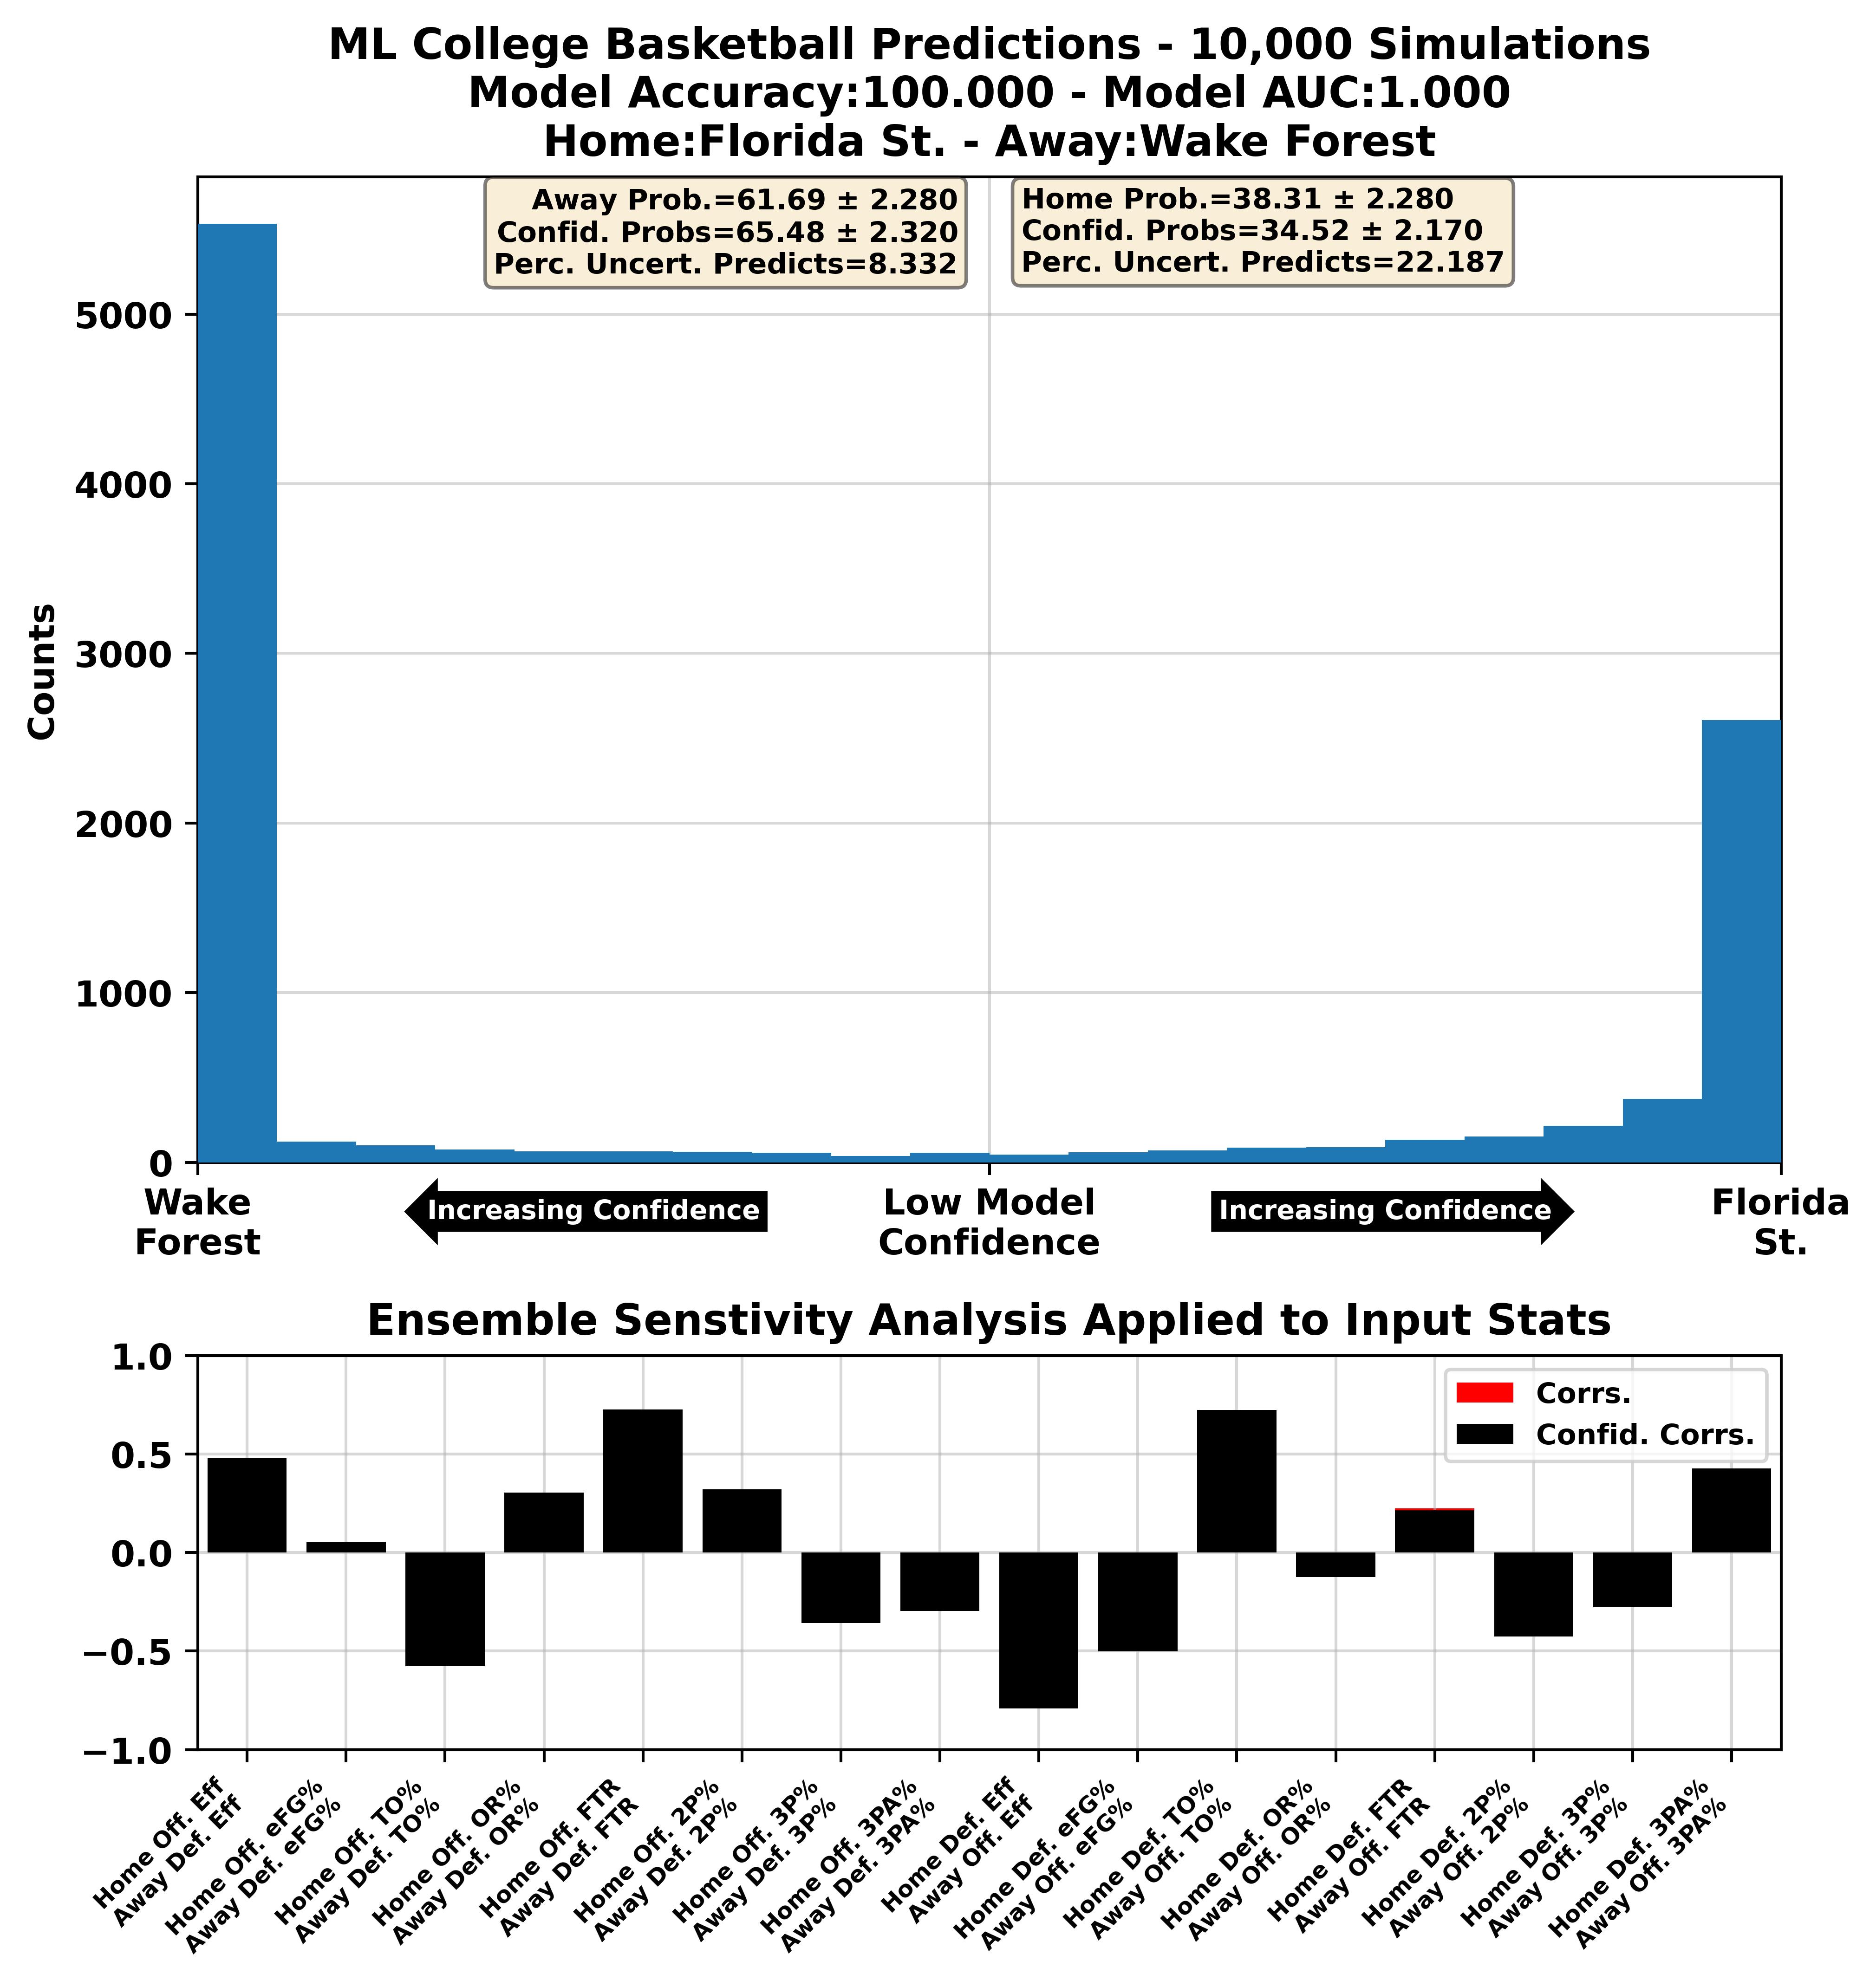 ML College Basketball Predictions - 10,000 Simulations
Model Accuracy:100.000 - Model AUC:1.000
Home:Florida St. - Away:Wake Forest
Away Prob.=61.69 ± 2.280
Confid. Probs=65.48 ± 2.320
Perc. Uncert. Predicts=8.332
Home Prob.=38.31 ± 2.280
Confid. Probs=34.52 ± 2.170
Perc. Uncert. Predicts=22.187
Counts
5000
4000
3000
2000
1000
0
Wake
Forest
Increasing Confidence
Low Model
Confidence
Increasing Confidence
Florida
St.
Ensemble Senstivity Analysis Applied to Input Stats
1.0
0.5
0.0
−0.5
−1.0
Corrs.
Confid. Corrs.
Home Off. Eff
Away Def. Eff
Home Off. eFG%
Away Def. eFG%
Home Off. TO%
Away Def. TO%
Home Off. OR%
Away Def. OR%
Home Off. FTR
Away Def. FTR
Home Off. 2P%
Away Def. 2P%
Home Off. 3P%
Away Def. 3P%
Home Off. 3PA%
Away Def. 3PA%
Home Def. Eff
Away Off. Eff
Home Def. eFG%
Away Off. eFG%
Home Def. TO%
Away Off. TO%
Home Def. OR%
Away Off. OR%
Home Def. FTR
Away Off. FTR
Home Def. 2P%
Away Off. 2P%
Home Def. 3P%
Away Off. 3P%
Home Def. 3PA%
Away Off. 3PA%